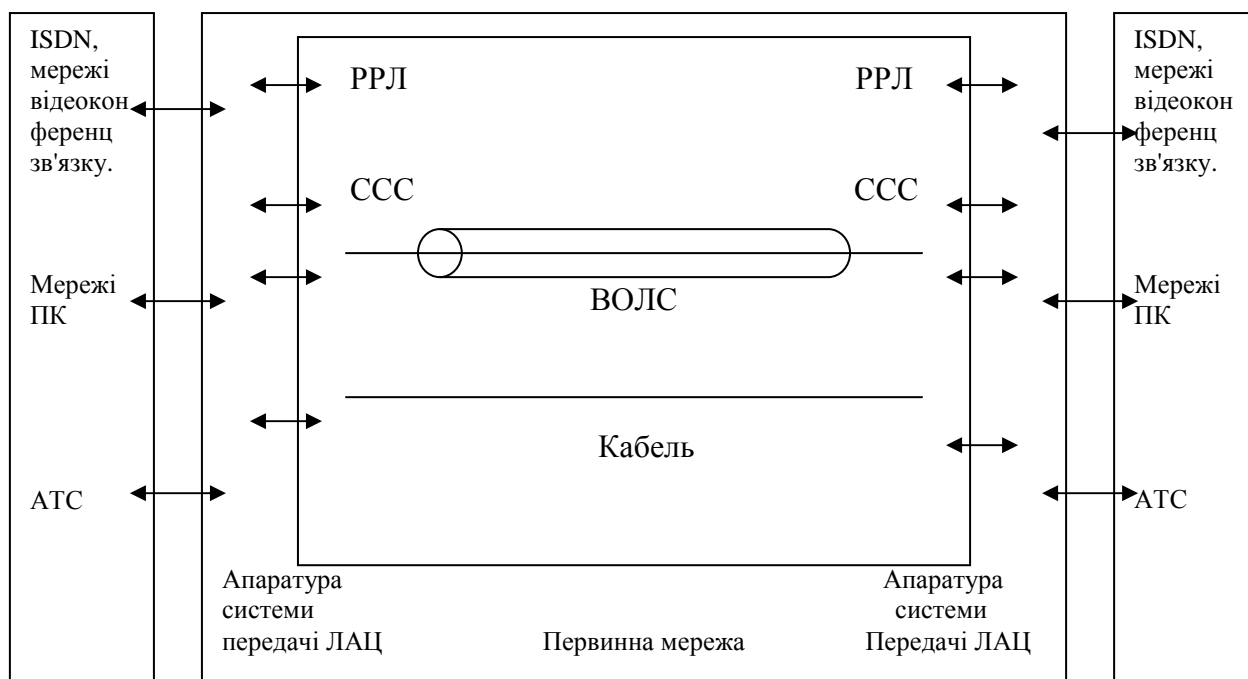 ISDN,
мережі
відеокон
ференц
зв'язку.
Мережі
ПК
АТС
РРЛ
РРЛ
ССС
ССС
ВОЛС
Кабель
Апаратура
системи
передачі ЛАЦ
Первинна мережа
Апаратура
системи
Передачі ЛАЦ
ISDN,
мережі
відеокон
ференц
зв'язку.
Мережі
ПК
АТС